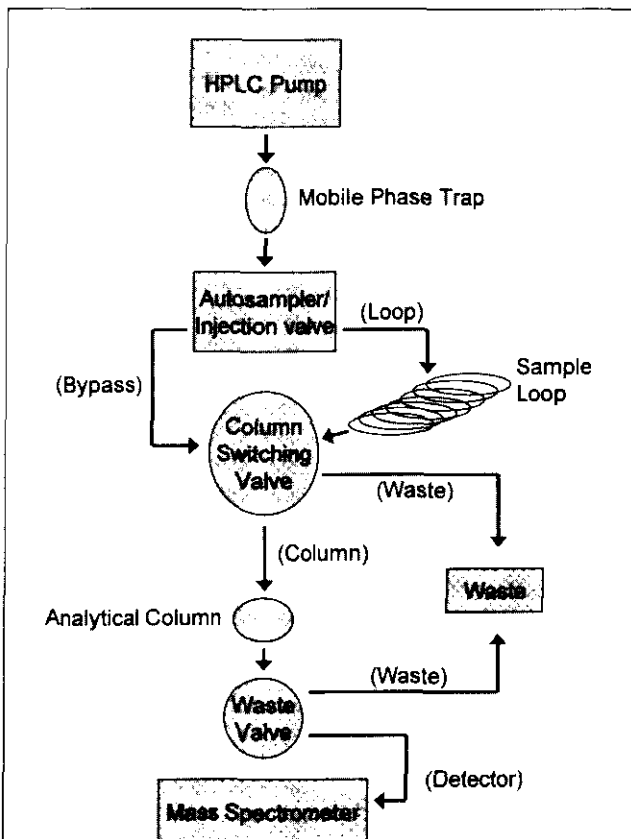 HPLC Pump
Mobile Phase Trap
Autosampler/
Injection valve
(Loop)
(Bypass)
Sample
Loop
Column
Switching
Valve
(Waste)
(Column)
Waste
Analytical Column
(Waste)
Waste
Valve
(Detector)
Mass Spectrometer